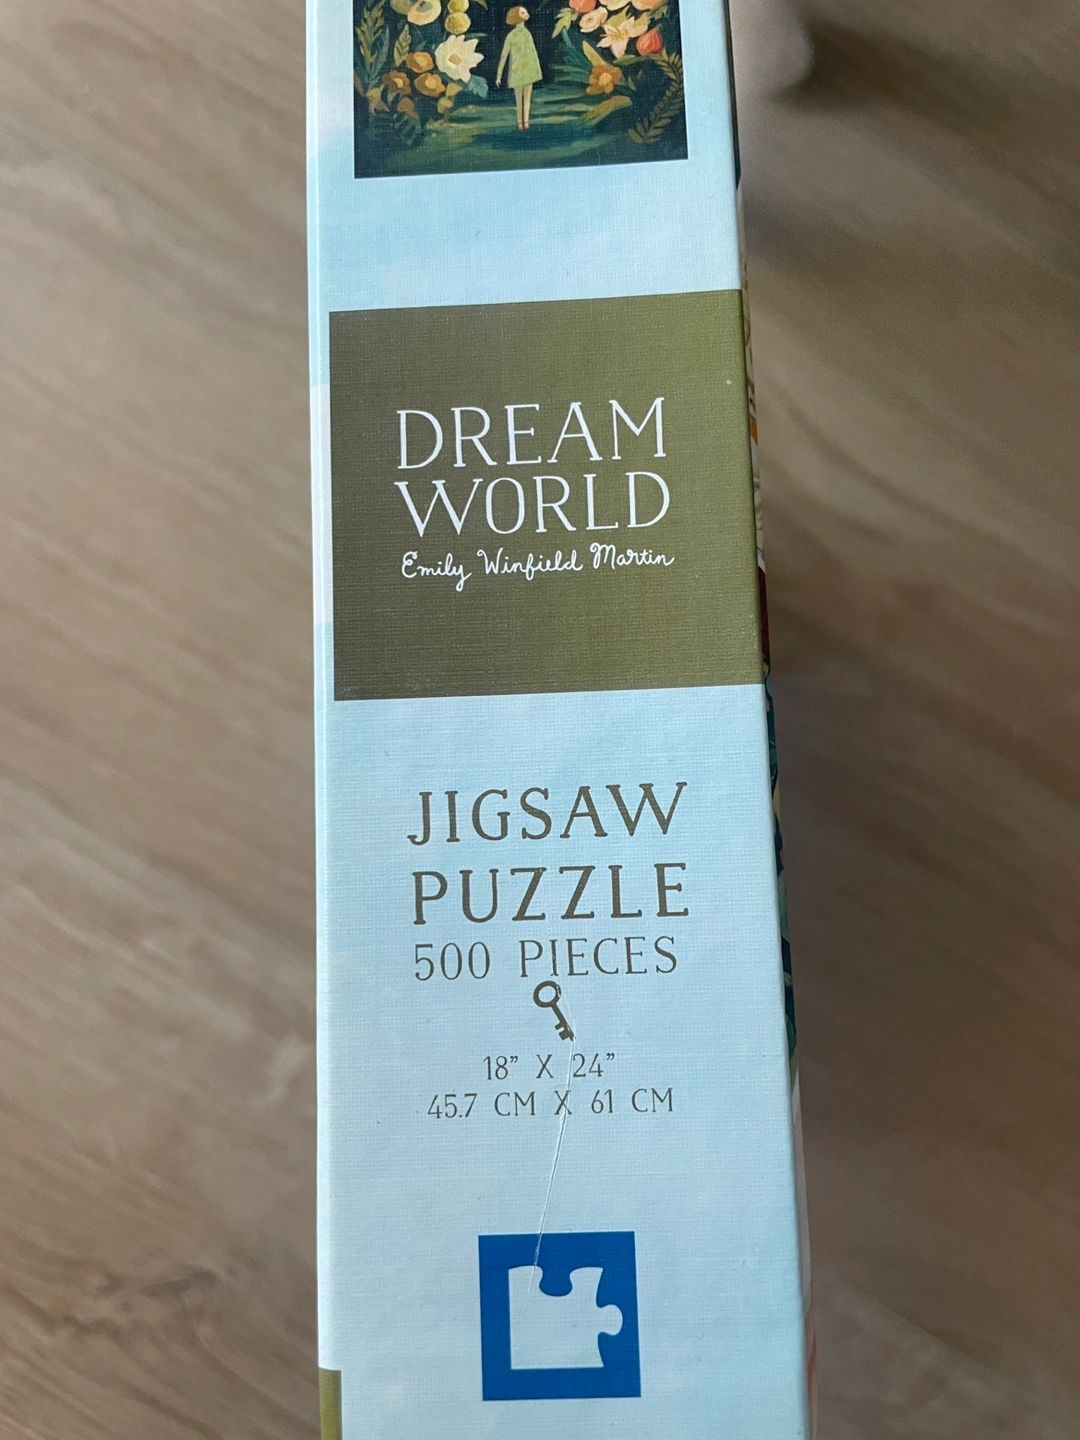 DREAM
WORLD
Emily Winfield Martin
JIGSAW
PUZZLE
500 PIECES
18” X 24”
45.7 CM X 61 CM